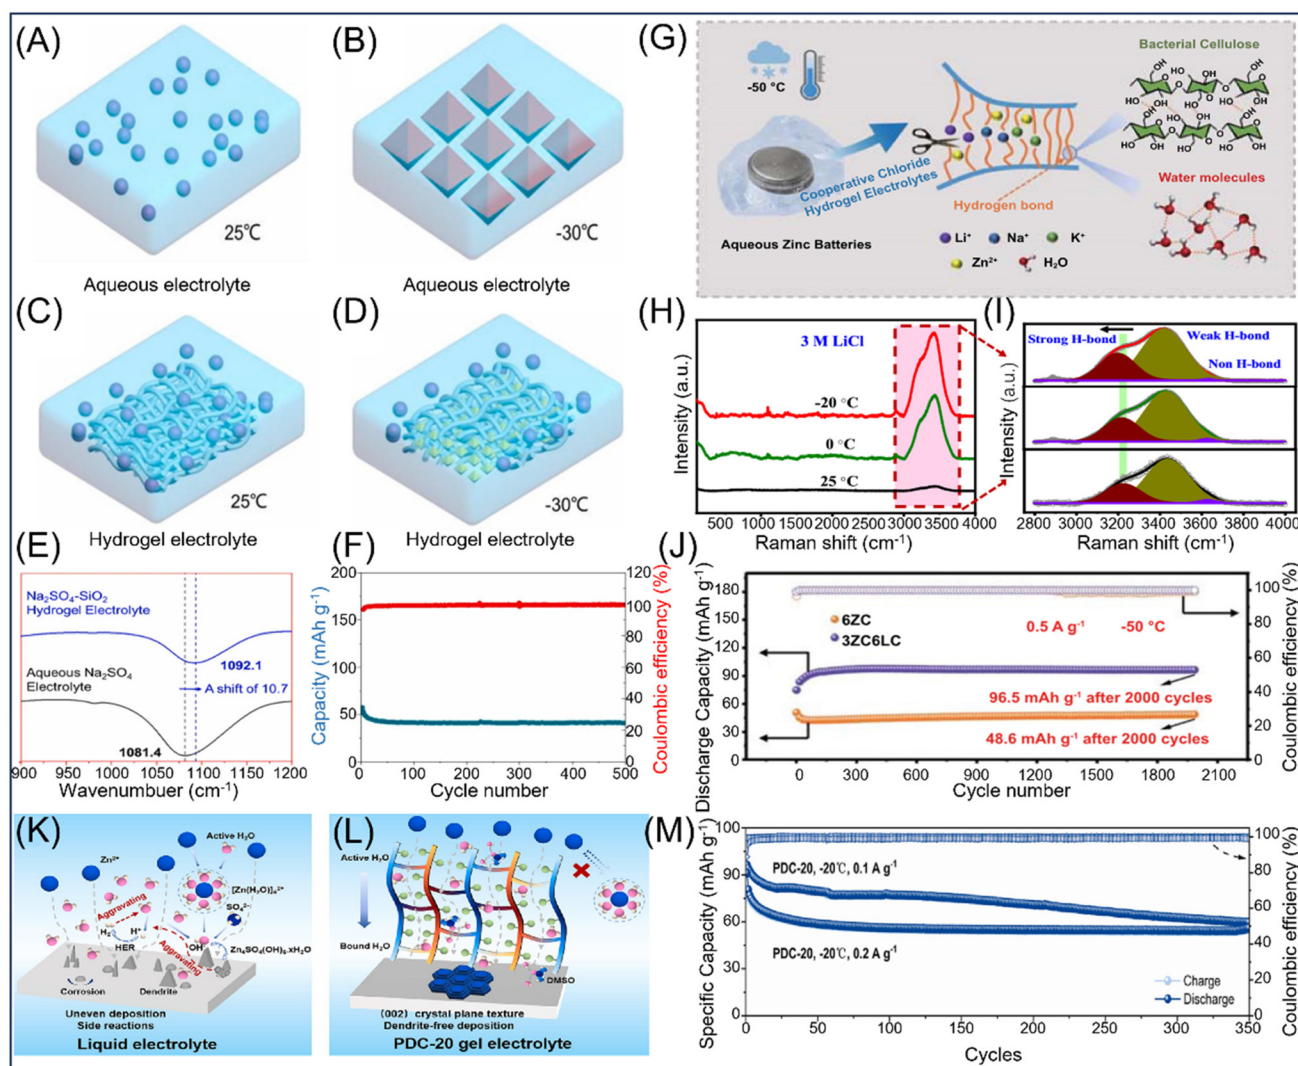 (A)
25℃
Aqueous electrolyte
(B)
-30℃
Aqueous electrolyte
(C)
25℃
Hydrogel electrolyte
(D)
-30℃
Hydrogel electrolyte
(E)
Na₂SO₄-SiO₂
Hydrogel Electrolyte
1092.1
Aqueous Na₂SO₄
Electrolyte
A shift of 10.7
1081.4
900 950 1000 1050 1100 1150 1200
Wavenumbuer (cm⁻¹)
(F)
Capacity (mAh g⁻¹)
200
150
100
50
0
0 100 200 300 400 500
Cycle number
120
100
80
60
40
20
0
Coulombic efficiency (%)
(G)
-50 °C
Bacterial Cellulose
Cooperative Chloride
Hydrogel Electrolytes
Hydrogen bond
Water molecules
Aqueous Zinc Batteries
Li⁺ Na⁺ K⁺
Zn²⁺ H₂O
(H)
3 M LiCl
-20 °C
0 °C
25 °C
Intensity (a.u.)
500 1000 1500 2000 2500 3000 3500 4000
Raman shift (cm⁻¹)
(I)
Strong H-bond
Weak H-bond
Non H-bond
Intensity (a.u.)
2800 3000 3200 3400 3600 3800 4000
Raman shift (cm⁻¹)
(J)
Discharge Capacity (mAh g⁻¹)
180
150
120
90
60
30
0
6ZC
3ZC6LC
0.5 A g⁻¹ -50 °C
96.5 mAh g⁻¹ after 2000 cycles
48.6 mAh g⁻¹ after 2000 cycles
0 300 600 900 1200 1500 1800 2100
Cycle number
100
80
60
40
20
0
Coulombic efficiency (%)
(K)
Zn²⁺
Active H₂O
[Zn(H₂O)]₆²⁺
SO₄²⁻
Aggravating
H₂
H⁺
HER
OH⁻
Aggravating
Zn₄SO₄(OH)₆.xH₂O
Corrosion
Dendrite
Uneven deposition
Side reactions
Liquid electrolyte
(L)
Active H₂O
Bound H₂O
DMSO
(002) crystal plane texture
Dendrite-free deposition
PDC-20 gel electrolyte
(M)
Specific Capacity (mAh g⁻¹)
100
80
60
30
0
PDC-20, -20℃, 0.1 A g⁻¹
PDC-20, -20℃, 0.2 A g⁻¹
Charge
Discharge
0 50 100 150 200 250 300 350
Cycles
100
80
60
40
20
0
Coulombic efficiency (%)